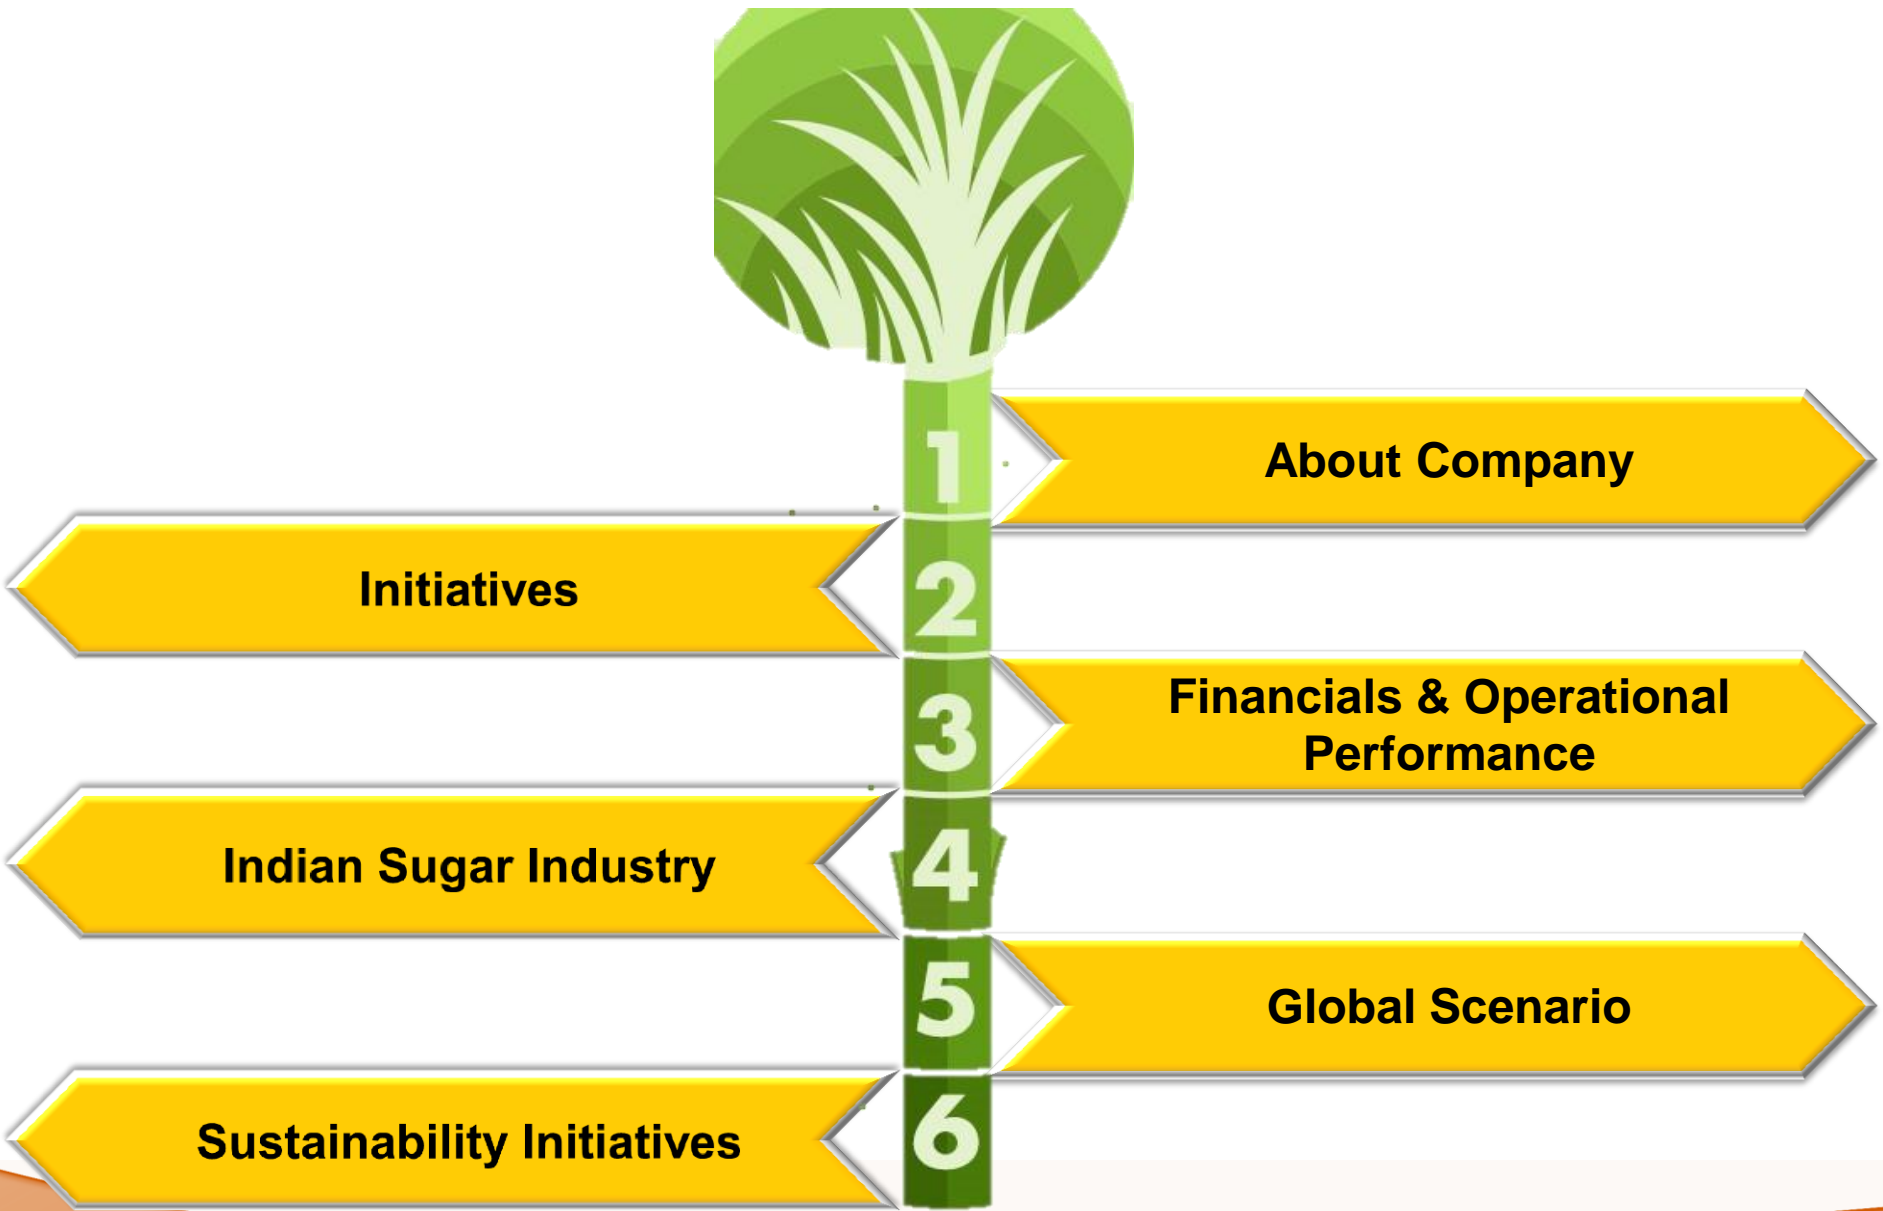 1
About Company
2
Initiatives
3
Financials & Operational
Performance
4
Indian Sugar Industry
5
Global Scenario
6
Sustainability Initiatives